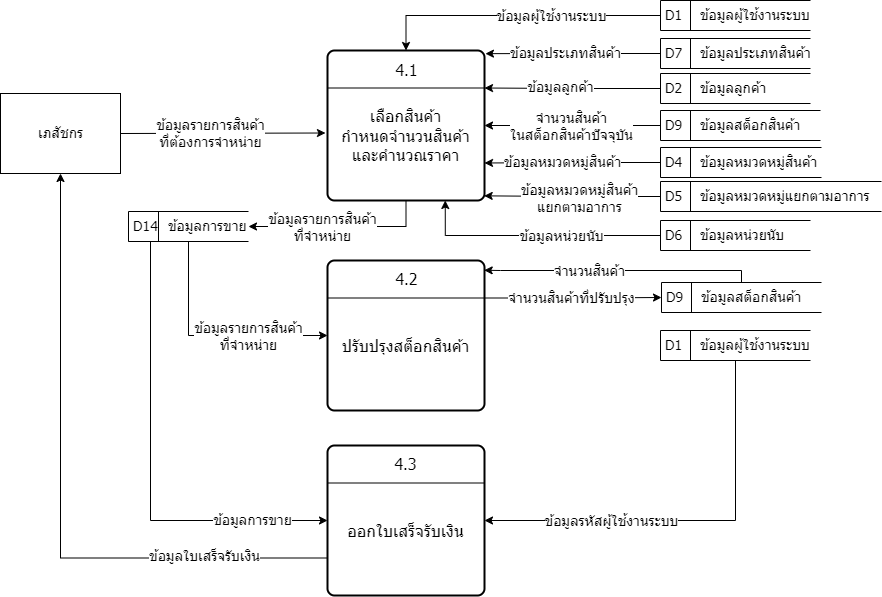 ข้อมูลผู้ใช้งานระบบ
D1 ข้อมูลผู้ใช้งานระบบ
ข้อมูลประเภทสินค้า
D7 ข้อมูลประเภทสินค้า
4.1
ข้อมูลลูกค้า
D2 ข้อมูลลูกค้า
เลือกสินค้า
กำหนดจำนวนสินค้า
และคำนวณราคา
จำนวนสินค้า
ในสต็อกสินค้าปัจจุบัน
D9 ข้อมูลสต็อกสินค้า
เภสัชกร
ข้อมูลรายการสินค้า
ที่ต้องการจำหน่าย
ข้อมูลหมวดหมู่สินค้า
D4 ข้อมูลหมวดหมู่สินค้า
ข้อมูลหมวดหมู่สินค้า
แยกตามอาการ
D5 ข้อมูลหมวดหมู่แยกตามอาการ
D14 ข้อมูลการขาย
ข้อมูลรายการสินค้า
ที่จำหน่าย
ข้อมูลหน่วยนับ
D6 ข้อมูลหน่วยนับ
4.2
จำนวนสินค้า
จำนวนสินค้าที่ปรับปรุง
D9 ข้อมูลสต็อกสินค้า
ข้อมูลรายการสินค้า
ที่จำหน่าย
ปรับปรุงสต็อกสินค้า
D1 ข้อมูลผู้ใช้งานระบบ
4.3
ข้อมูลการขาย
ออกใบเสร็จรับเงิน
ข้อมูลรหัสผู้ใช้งานระบบ
ข้อมูลใบเสร็จรับเงิน